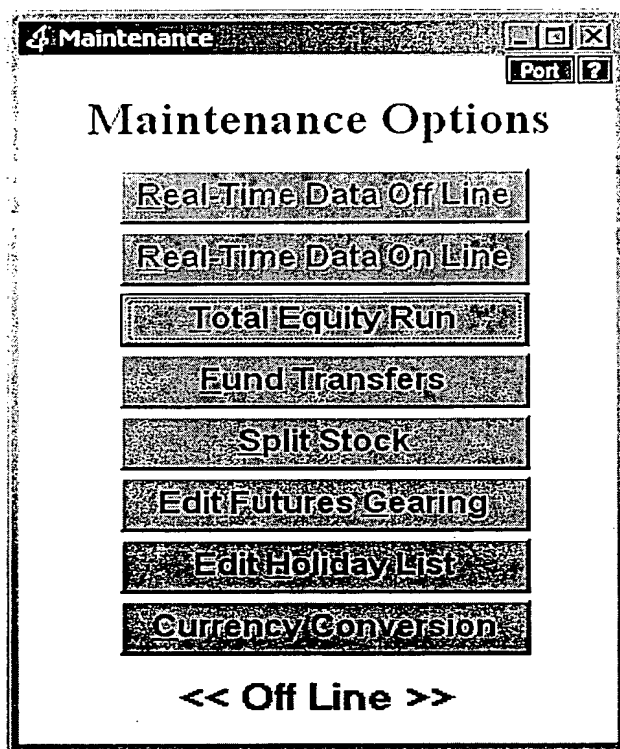 Maintenance
Port ?
Maintenance Options
Real-Time Data Off Line
Real-Time Data On Line
Total Equity Run
Fund Transfers
Split Stock
Edit Futures Gearing
Edit Holiday List
Currency Conversion
<< Off Line >>